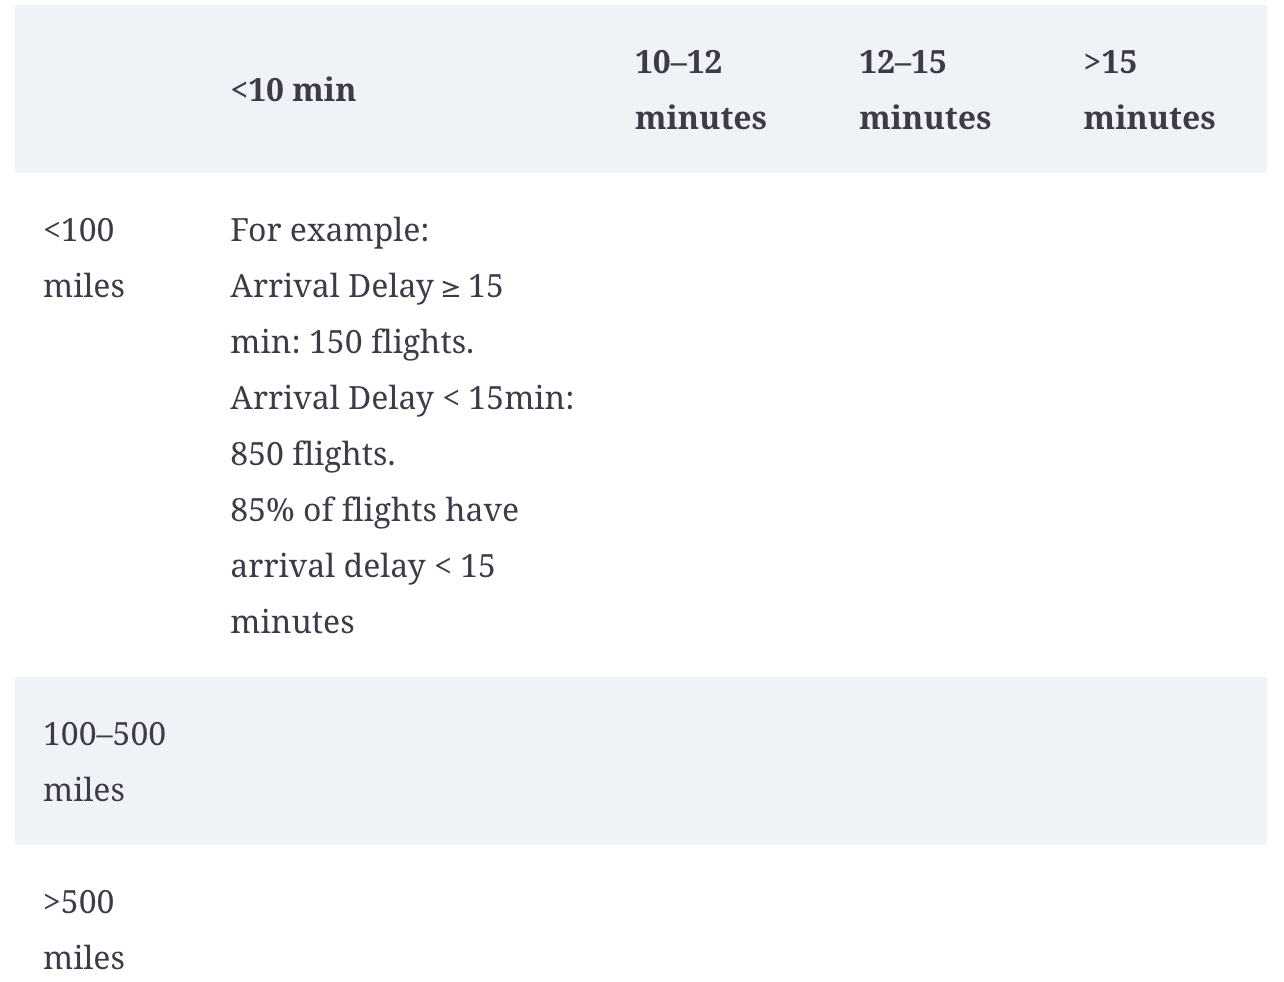 <10 min
10–12
minutes
12–15
minutes
>15
minutes
<100
miles
For example:
Arrival Delay ≥ 15
min: 150 flights.
Arrival Delay < 15min:
850 flights.
85% of flights have
arrival delay < 15
minutes
100–500
miles
>500
miles